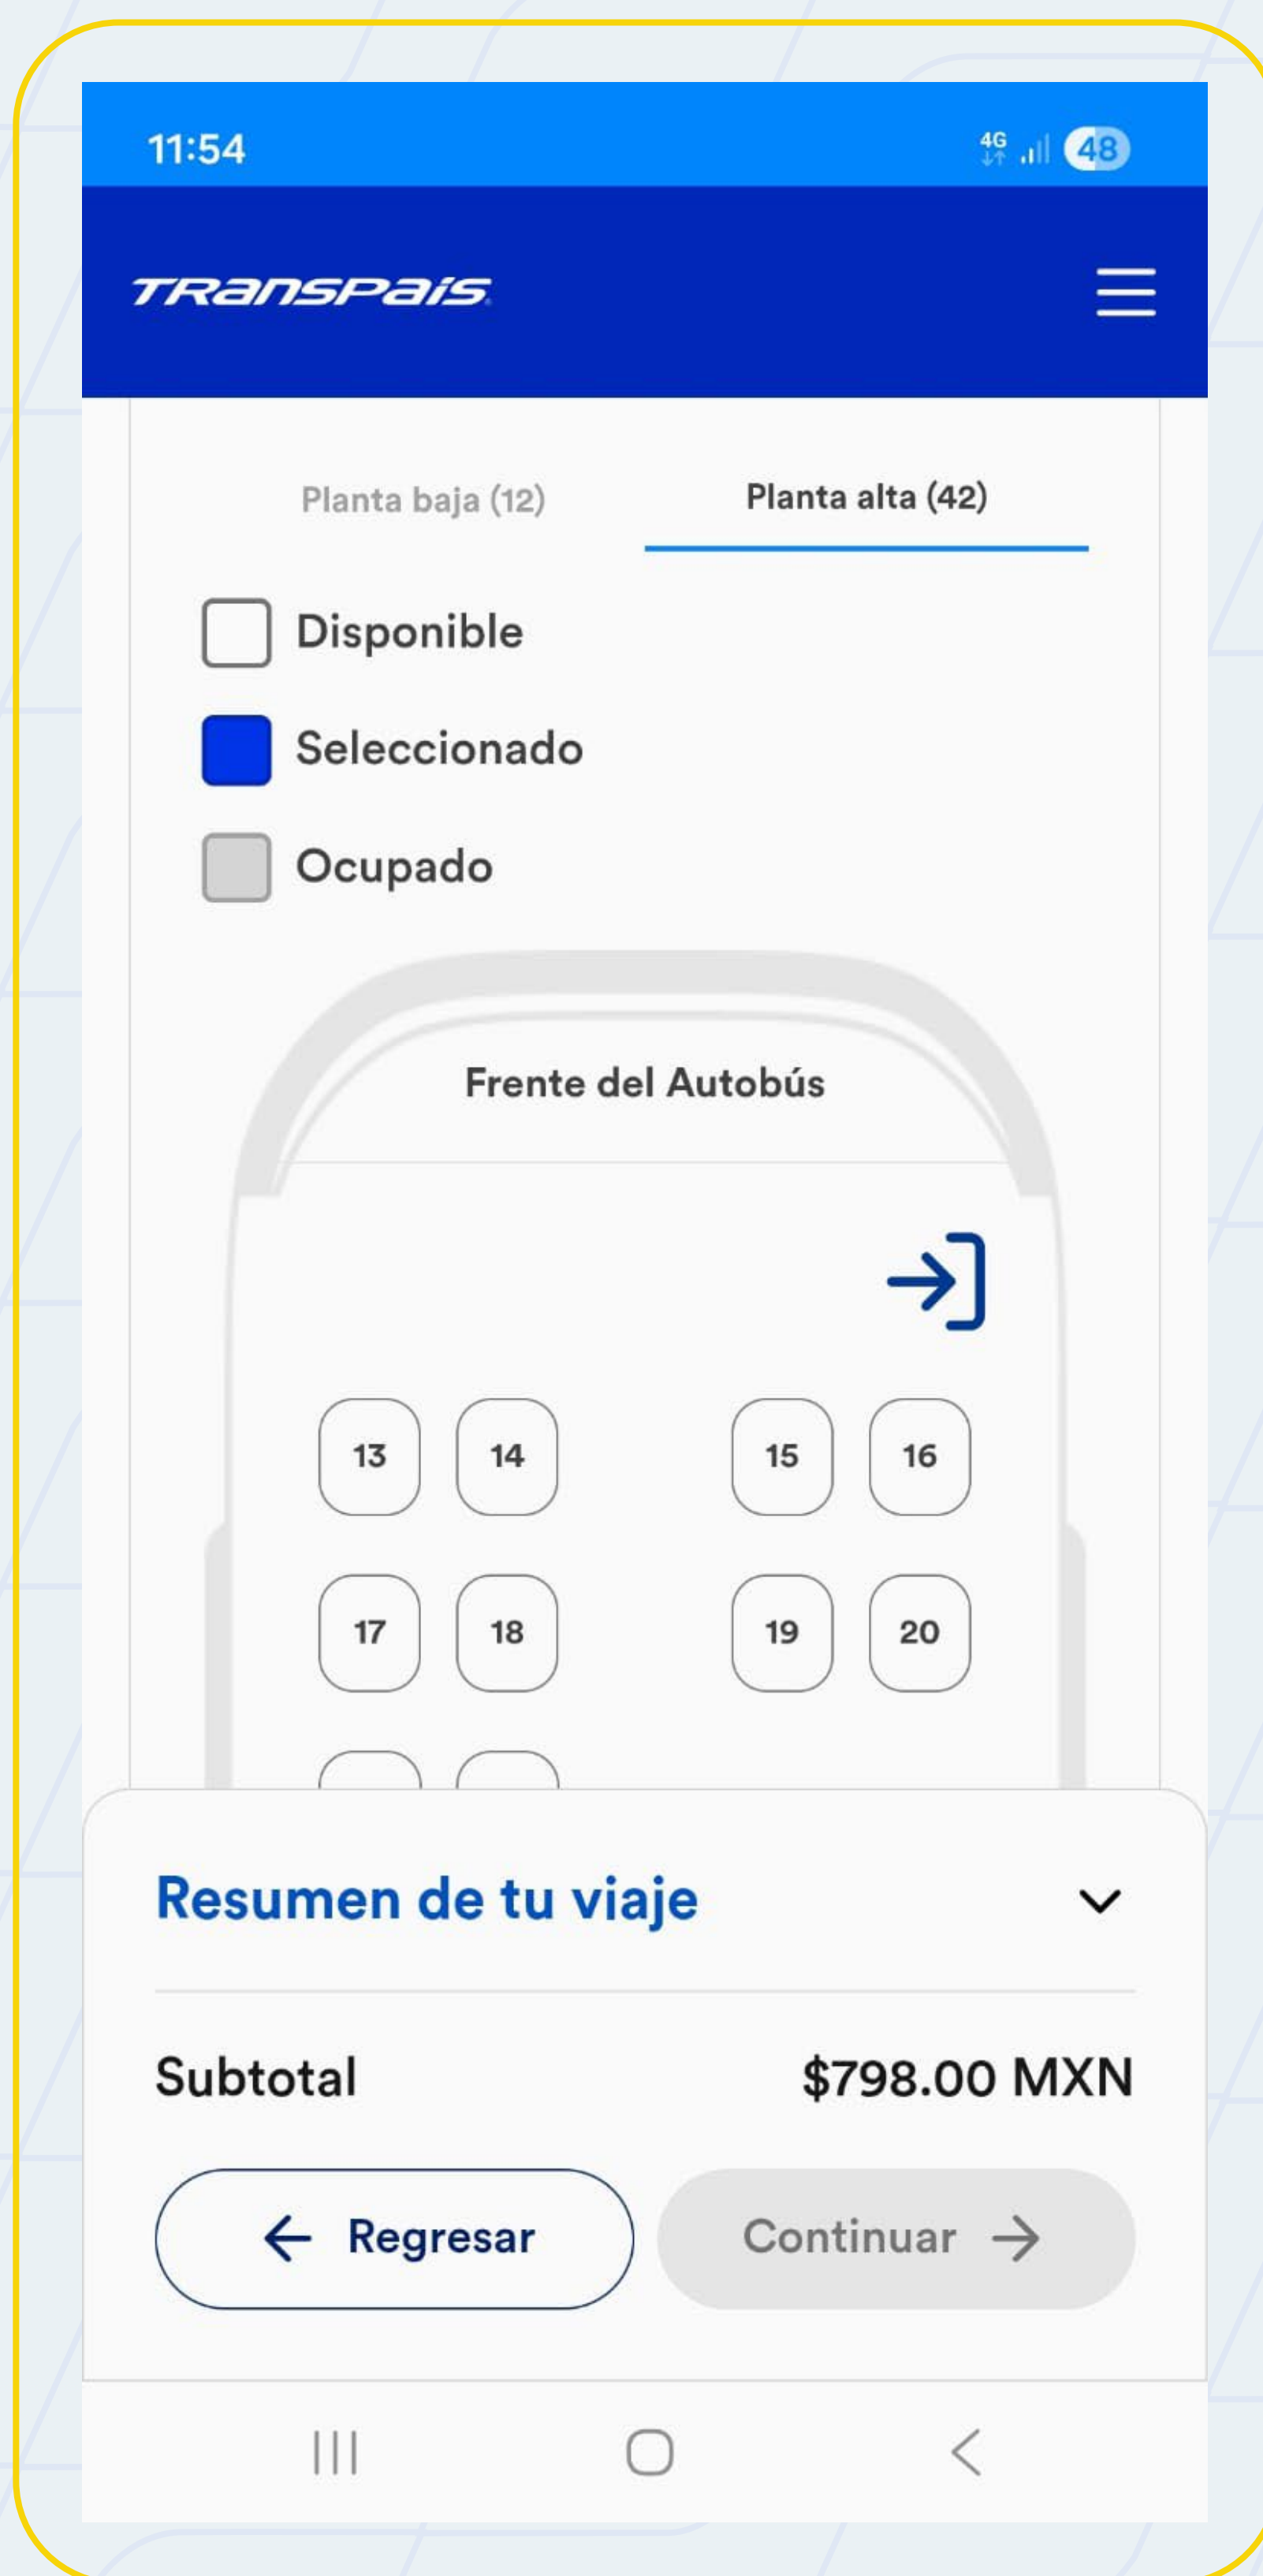 11:54 4G 48
TRANSPAÍS
Planta baja (12) Planta alta (42)
Disponible
Seleccionado
Ocupado
Frente del Autobús
13 14 15 16
17 18 19 20
Resumen de tu viaje
Subtotal $798.00 MXN
Regresar Continuar